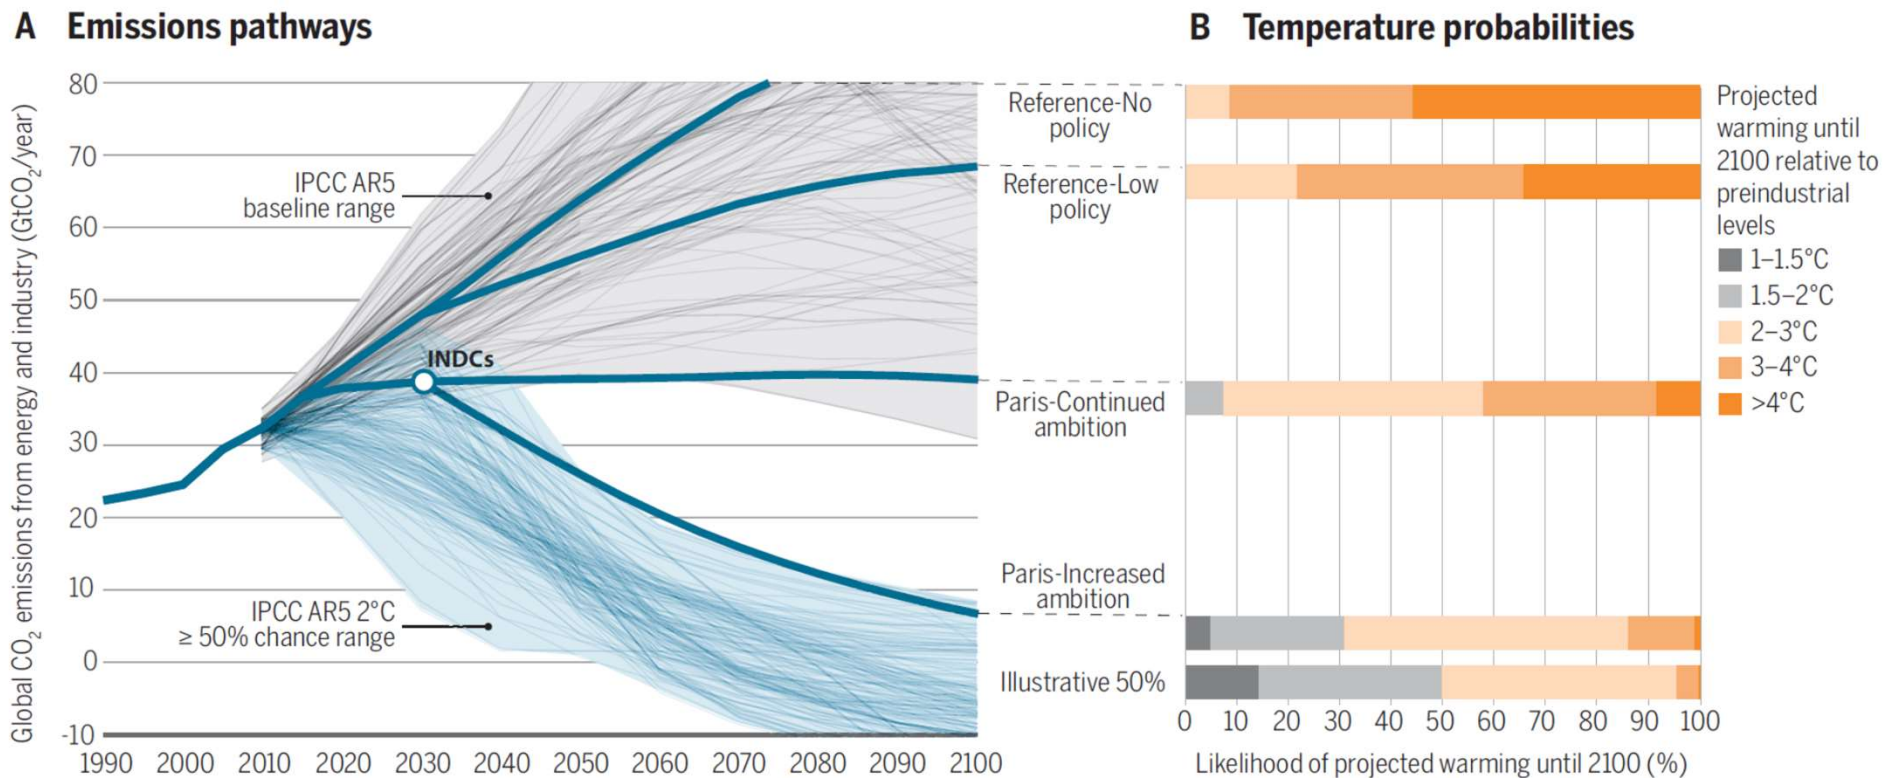 A Emissions pathways
Global CO₂ emissions from energy and industry (GtCO₂/year)
80
70
60
50
40
30
20
10
0
-10
IPCC AR5
baseline range
INDCs
IPCC AR5 2°C
≥ 50% chance range
1990 2000 2010 2020 2030 2040 2050 2060 2070 2080 2090 2100
Reference-No
policy
Reference-Low
policy
Paris-Continued
ambition
Paris-Increased
ambition
Illustrative 50%
B Temperature probabilities
0 10 20 30 40 50 60 70 80 90 100
Likelihood of projected warming until 2100 (%)
Projected
warming until
2100 relative to
preindustrial
levels
1–1.5°C
1.5–2°C
2–3°C
3–4°C
>4°C